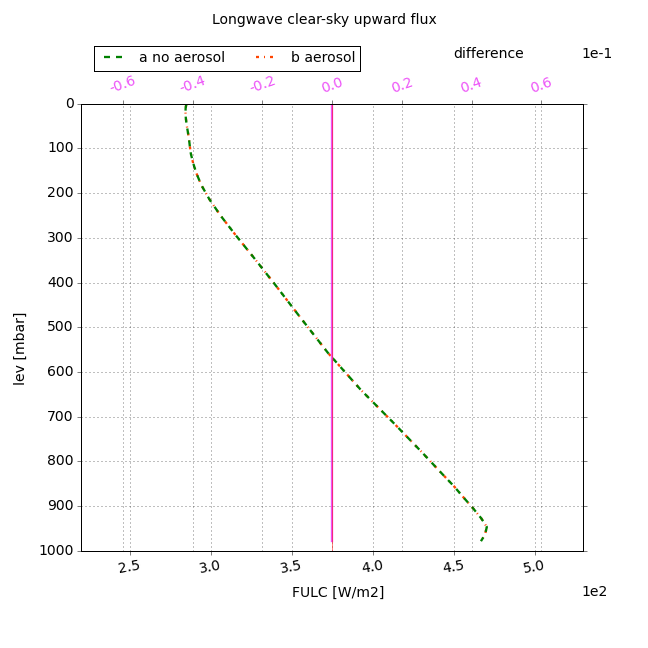 Longwave clear-sky upward flux
a no aerosol b aerosol difference 1e-1
-0.6 -0.4 -0.2 0.0 0.2 0.4 0.6
0
100
200
300
400
500
600
700
800
900
1000
lev [mbar]
2.5 3.0 3.5 4.0 4.5 5.0
FULC [W/m2] 1e2